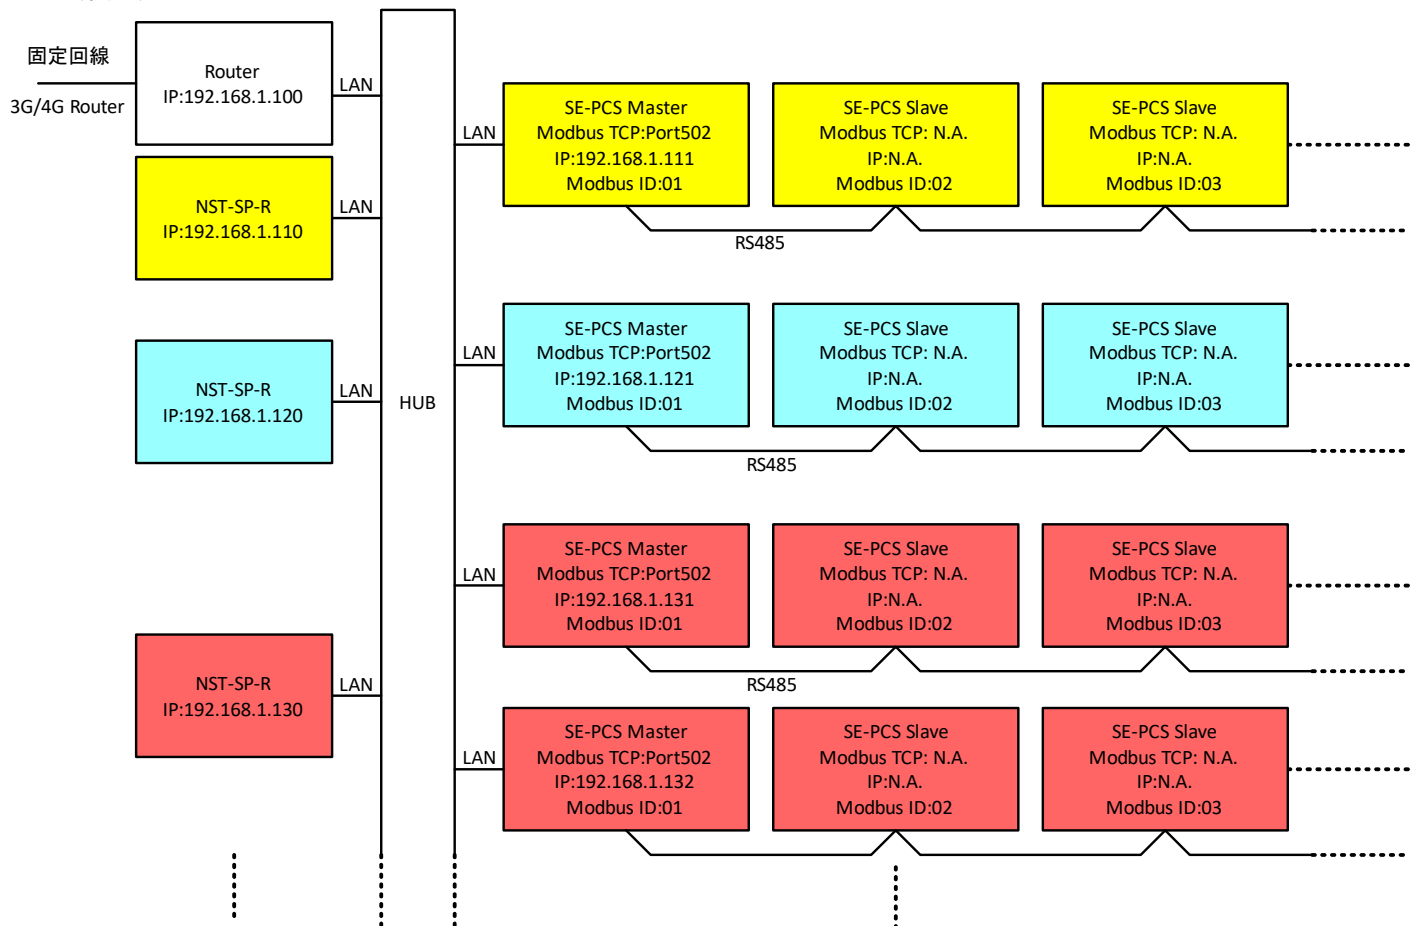 固定回線
3G/4G Router
Router
IP:192.168.1.100
LAN
NST-SP-R
IP:192.168.1.110
LAN
NST-SP-R
IP:192.168.1.120
LAN
NST-SP-R
IP:192.168.1.130
LAN
HUB
LAN
SE-PCS Master
Modbus TCP:Port502
IP:192.168.1.111
Modbus ID:01
SE-PCS Slave
Modbus TCP: N.A.
IP:N.A.
Modbus ID:02
SE-PCS Slave
Modbus TCP: N.A.
IP:N.A.
Modbus ID:03
RS485
LAN
SE-PCS Master
Modbus TCP:Port502
IP:192.168.1.121
Modbus ID:01
SE-PCS Slave
Modbus TCP: N.A.
IP:N.A.
Modbus ID:02
SE-PCS Slave
Modbus TCP: N.A.
IP:N.A.
Modbus ID:03
RS485
LAN
SE-PCS Master
Modbus TCP:Port502
IP:192.168.1.131
Modbus ID:01
SE-PCS Slave
Modbus TCP: N.A.
IP:N.A.
Modbus ID:02
SE-PCS Slave
Modbus TCP: N.A.
IP:N.A.
Modbus ID:03
RS485
LAN
SE-PCS Master
Modbus TCP:Port502
IP:192.168.1.132
Modbus ID:01
SE-PCS Slave
Modbus TCP: N.A.
IP:N.A.
Modbus ID:02
SE-PCS Slave
Modbus TCP: N.A.
IP:N.A.
Modbus ID:03